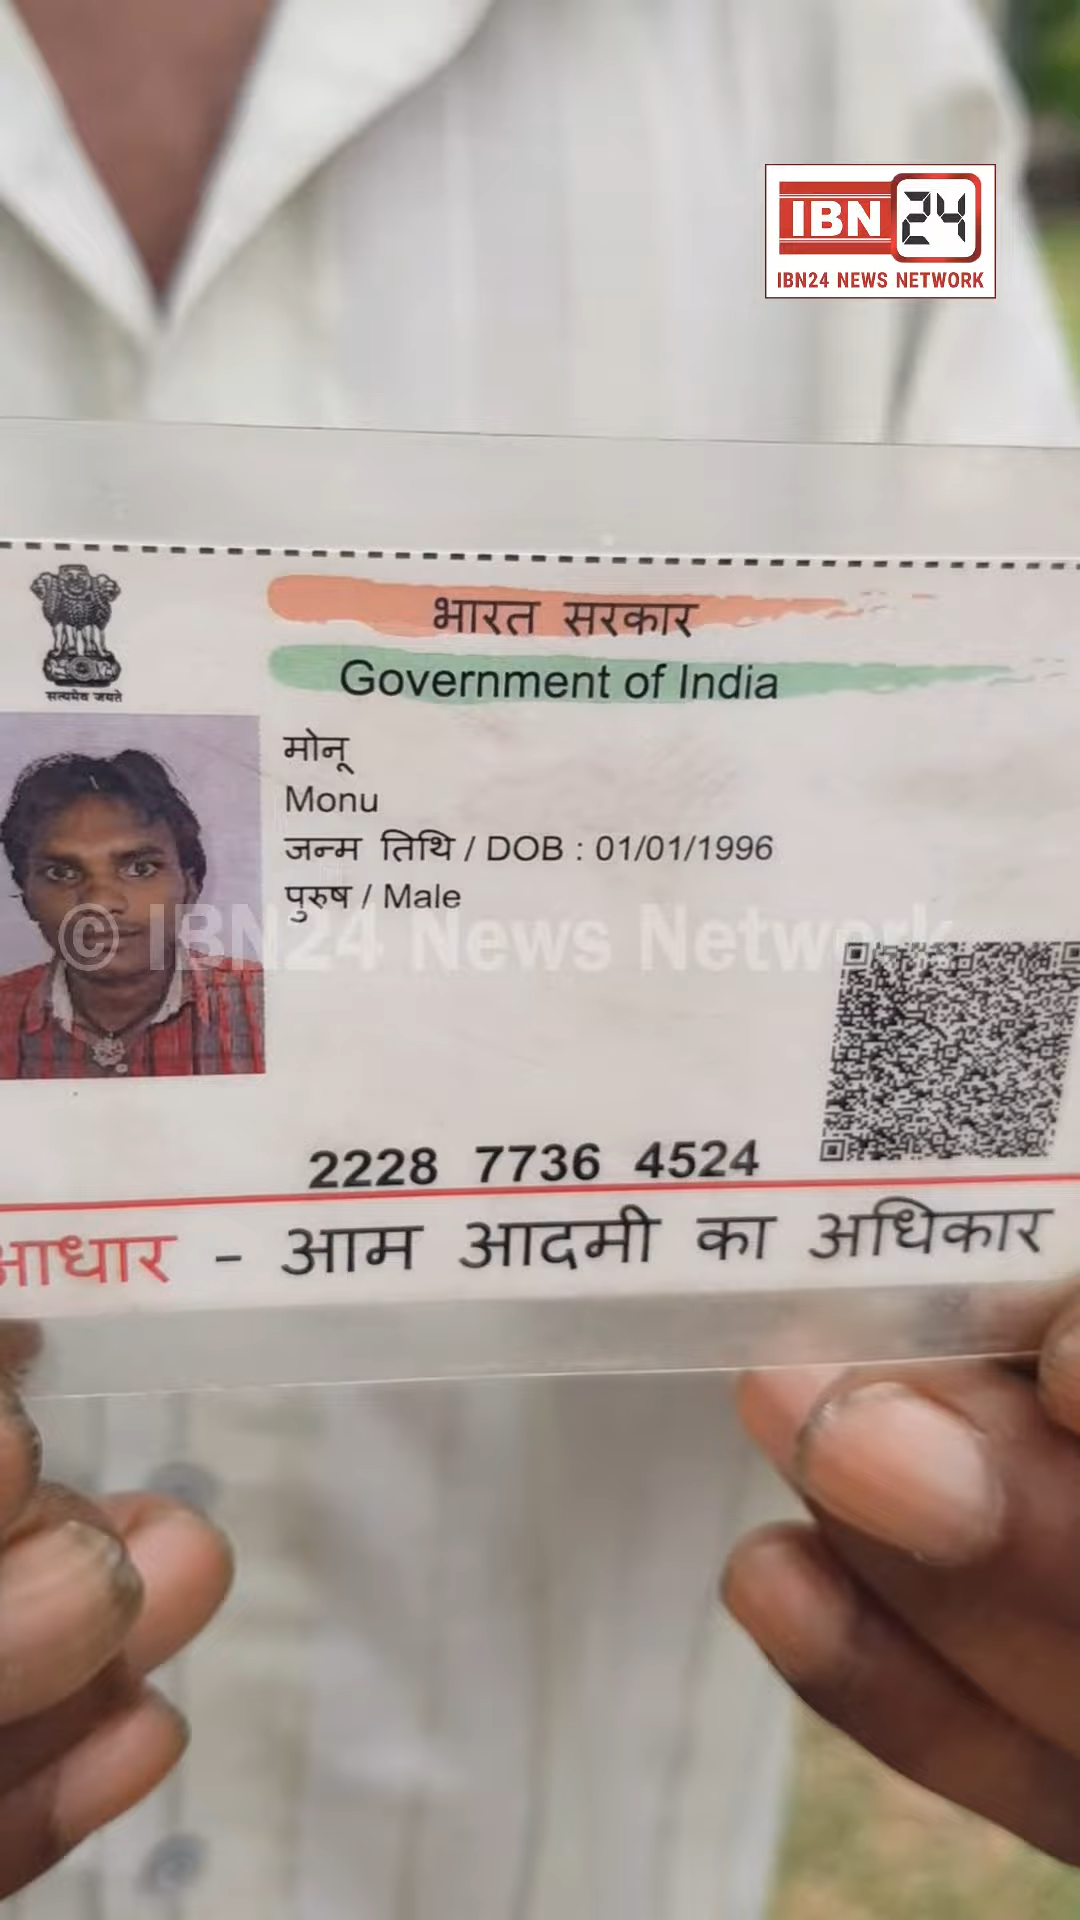 IBN 24
IBN24 NEWS NETWORK
भारत सरकार
Government of India
सत्यमेव जयते
मोनू
Monu
जन्म तिथि / DOB : 01/01/1996
पुरुष / Male
© IBN24 News Network
2228 7736 4524
आधार - आम आदमी का अधिकार